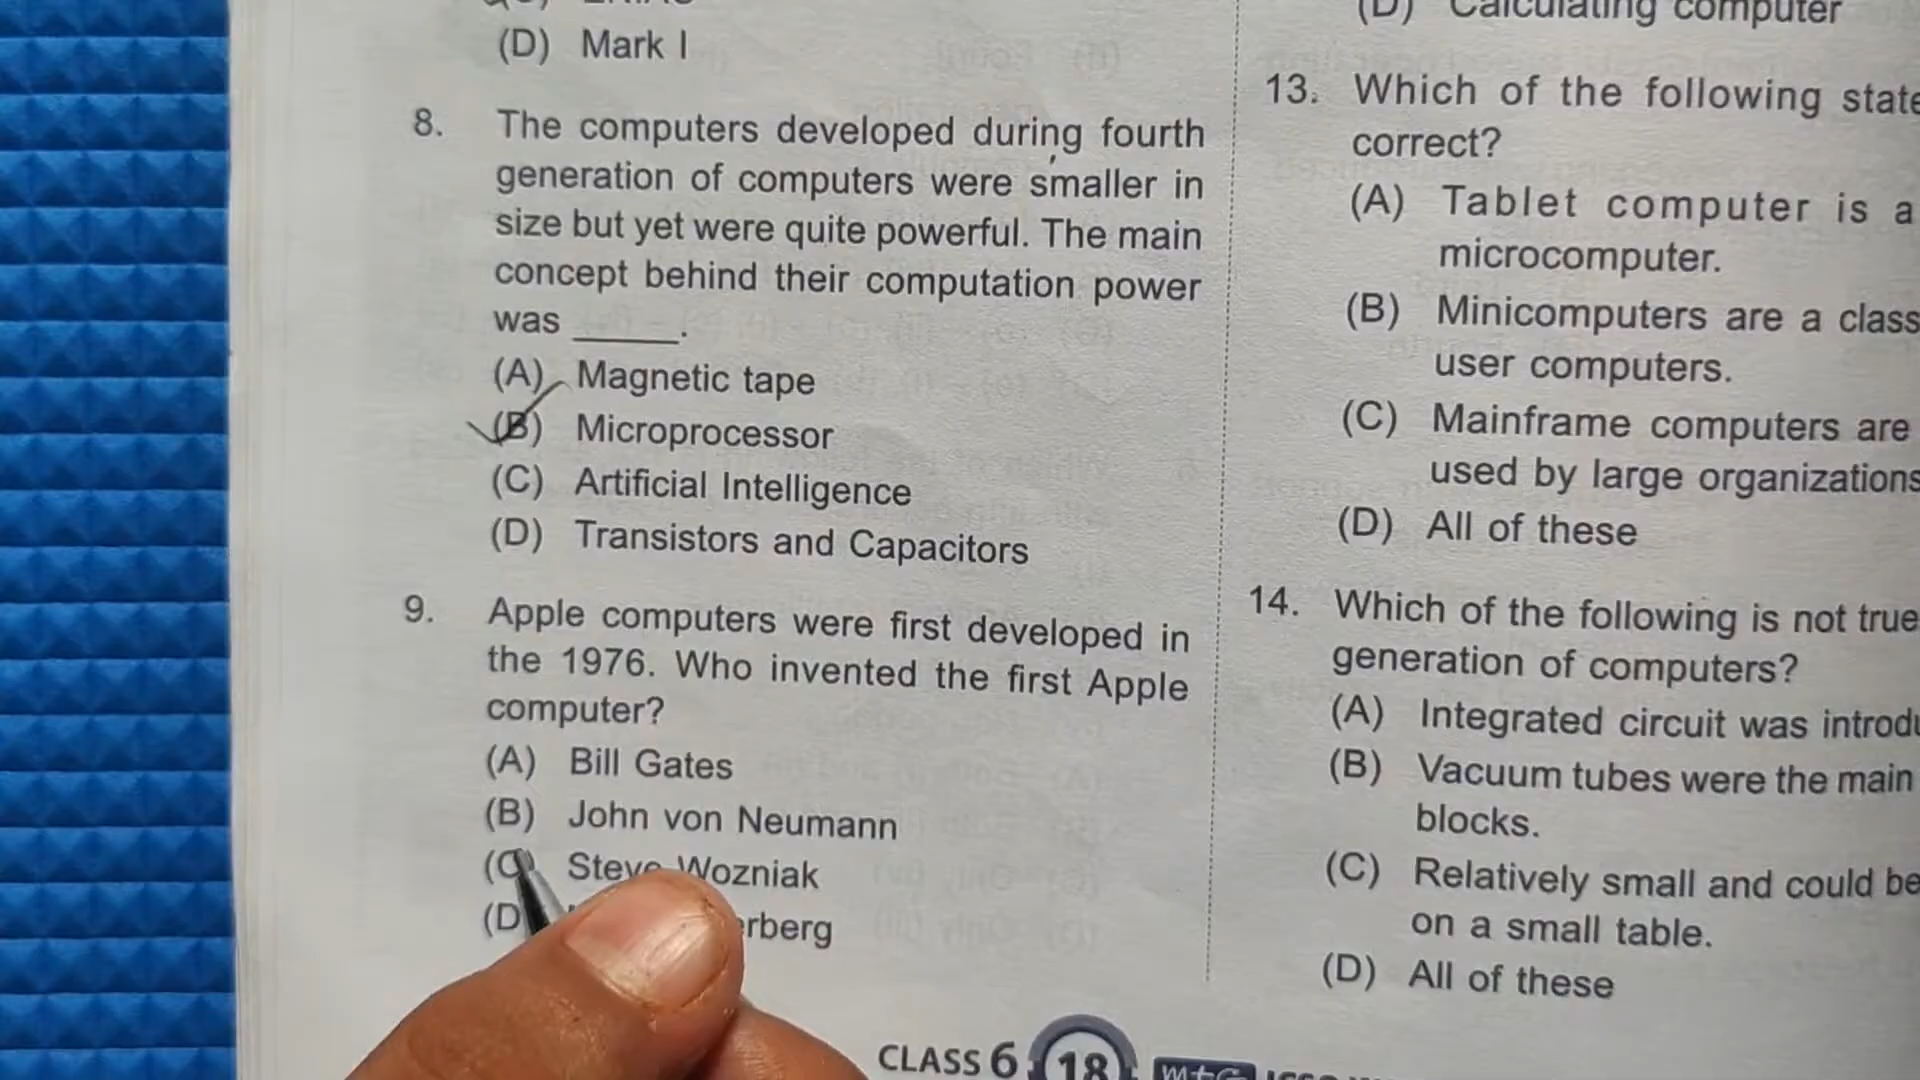 (D) Mark I
8. The computers developed during fourth
generation of computers were smaller in
size but yet were quite powerful. The main
concept behind their computation power
was _____.
(A) Magnetic tape
(B) Microprocessor
(C) Artificial Intelligence
(D) Transistors and Capacitors
9. Apple computers were first developed in
the 1976. Who invented the first Apple
computer?
(A) Bill Gates
(B) John von Neumann
(C) Steve Wozniak
(D
erberg
(D) Calculating computer
13. Which of the following state
correct?
(A) Tablet computer is a
microcomputer.
(B) Minicomputers are a class
user computers.
(C) Mainframe computers are
used by large organizations
(D) All of these
14. Which of the following is not true
generation of computers?
(A) Integrated circuit was introdu
(B) Vacuum tubes were the main
blocks.
(C) Relatively small and could be
on a small table.
(D) All of these
CLASS 6 18 mtG